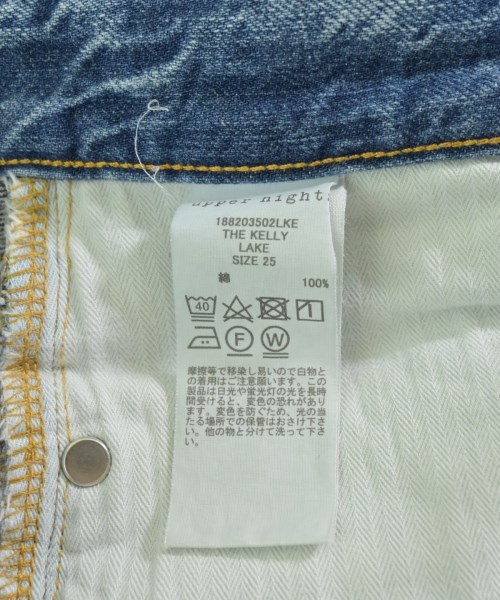 upper hights
188203502LKE
THE KELLY
LAKE
SIZE 25
綿 100%
40
F W
摩擦等で移染し易いので白物と
の着用はご注意願います。この
製品は日光や蛍光灯の光を長時
間受けると、変色の恐れがあり
ます。変色を防ぐため、光の当
たる場所での保管はおさけ下さ
い。他の物と分けて洗って下さ
い。